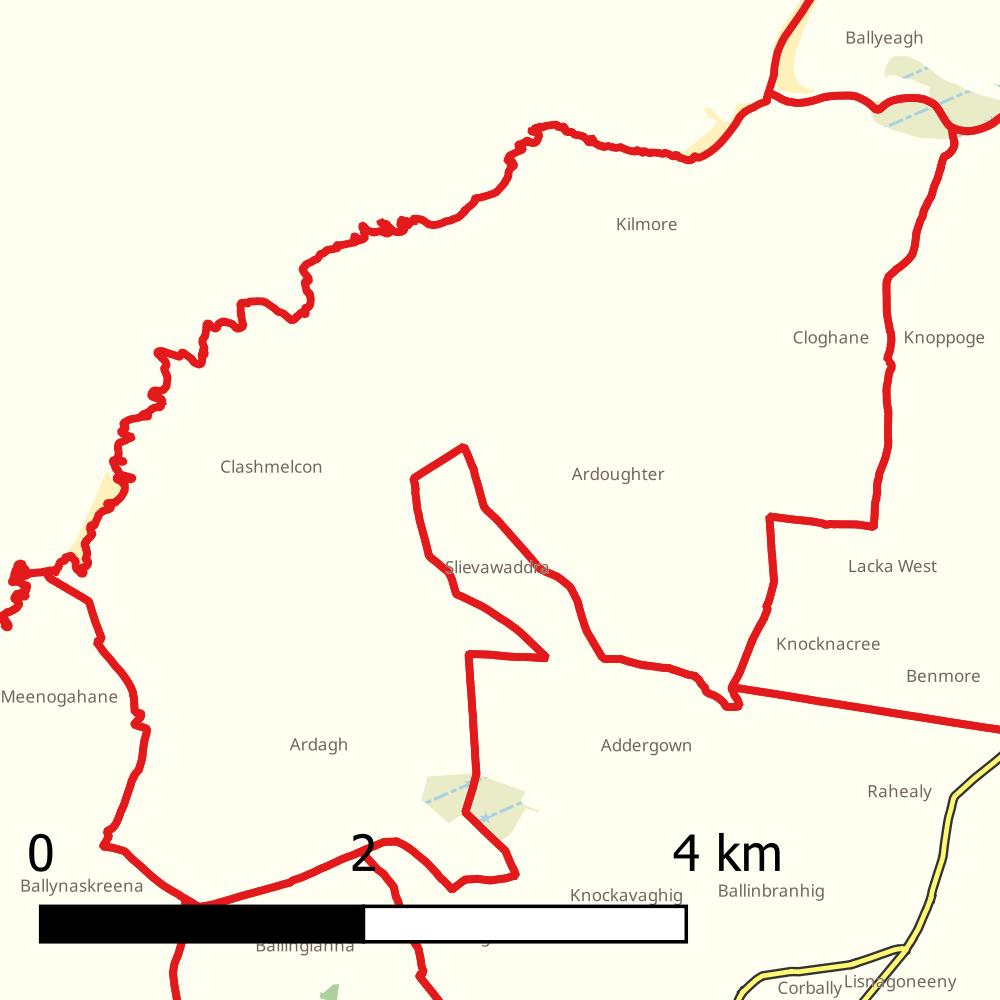 Ballyeagh
Kilmore
Cloghane
Knoppoge
Clashmelcon
Ardoughter
Slievawaddra
Lacka West
Knocknacree
Benmore
Meenogahane
Ardagh
Addergown
Rahealy
0 2 4 km
Ballynaskreena
Knockavaghig
Ballinbranhig
Ballinglanna
Corbally
Lisnagoneeny